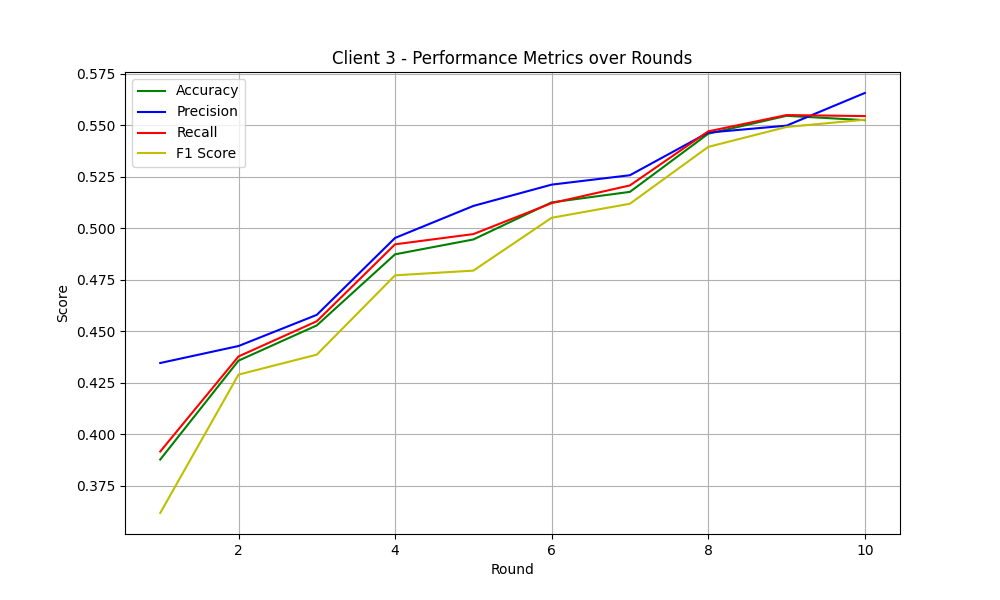 Client 3 - Performance Metrics over Rounds
0.575
0.550
0.525
0.500
0.475
0.450
0.425
0.400
0.375
Score
Accuracy
Precision
Recall
F1 Score
2 4 6 8 10
Round